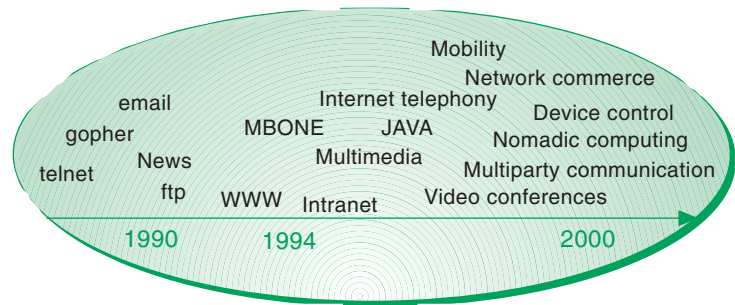 Mobility
Network commerce
Internet telephony
email
Device control
gopher
MBONE
JAVA
Nomadic computing
News
Multimedia
telnet
Multiparty communication
ftp
WWW
Intranet
Video conferences
1990
1994
2000